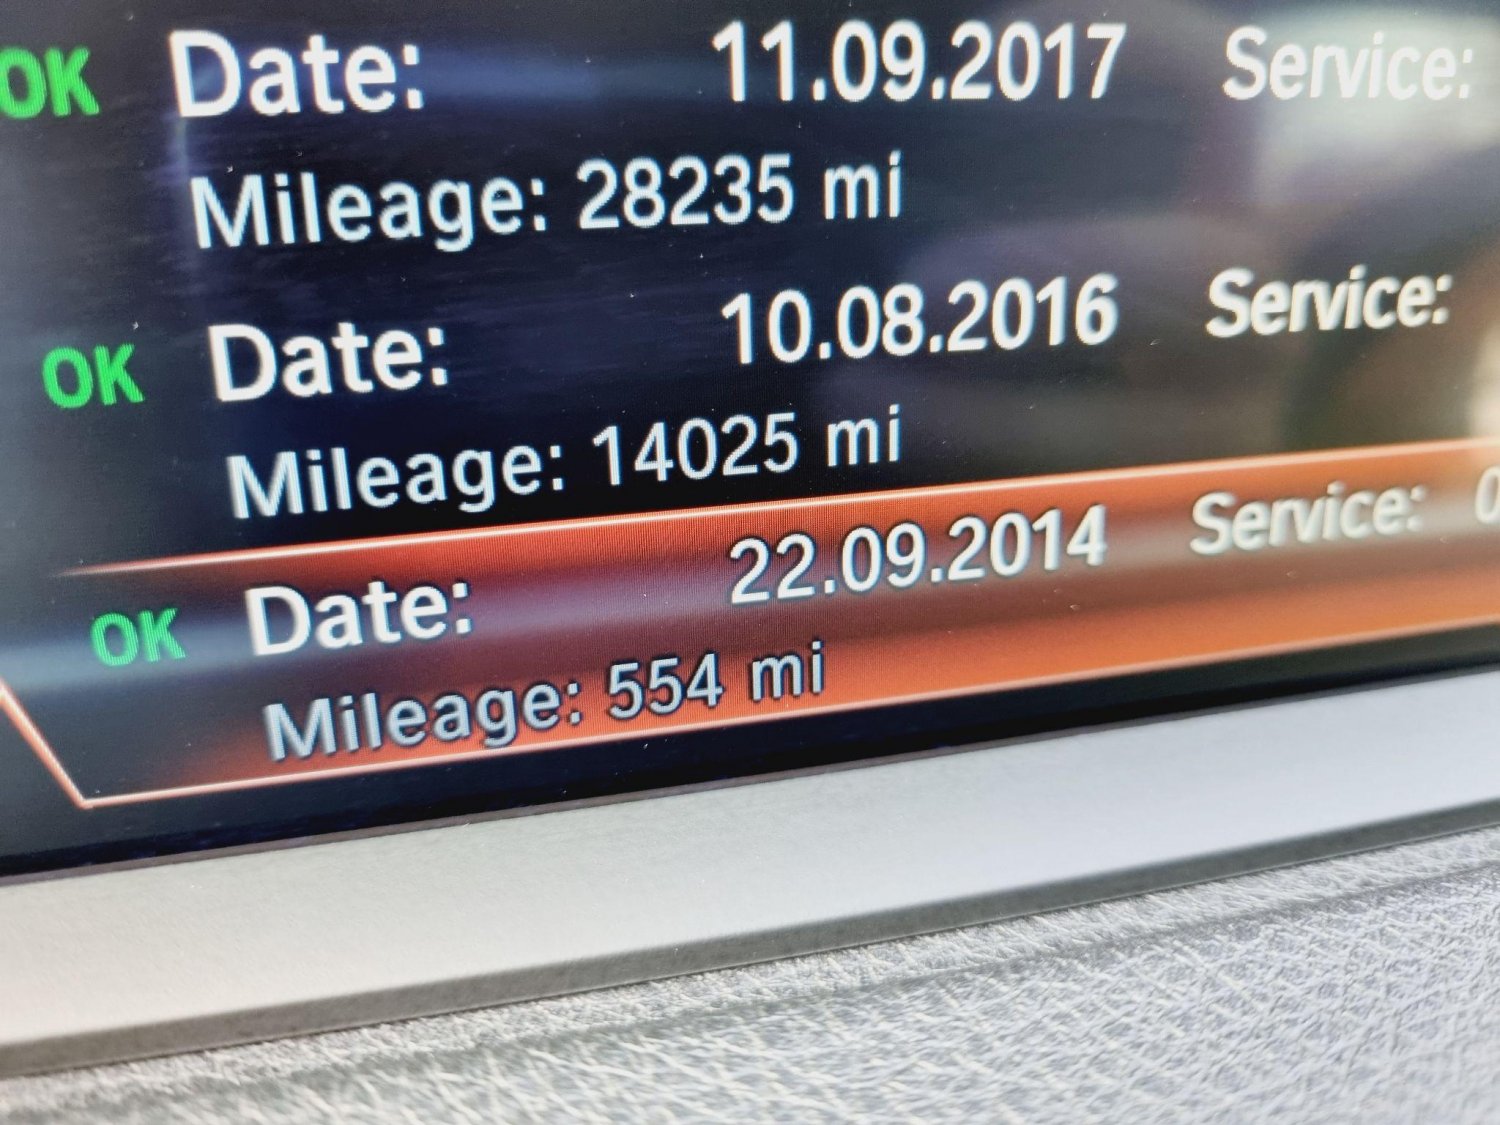 OK Date: 11.09.2017 Service:
Mileage: 28235 mi
OK Date: 10.08.2016 Service:
Mileage: 14025 mi
OK Date: 22.09.2014 Service: 0
Mileage: 554 mi